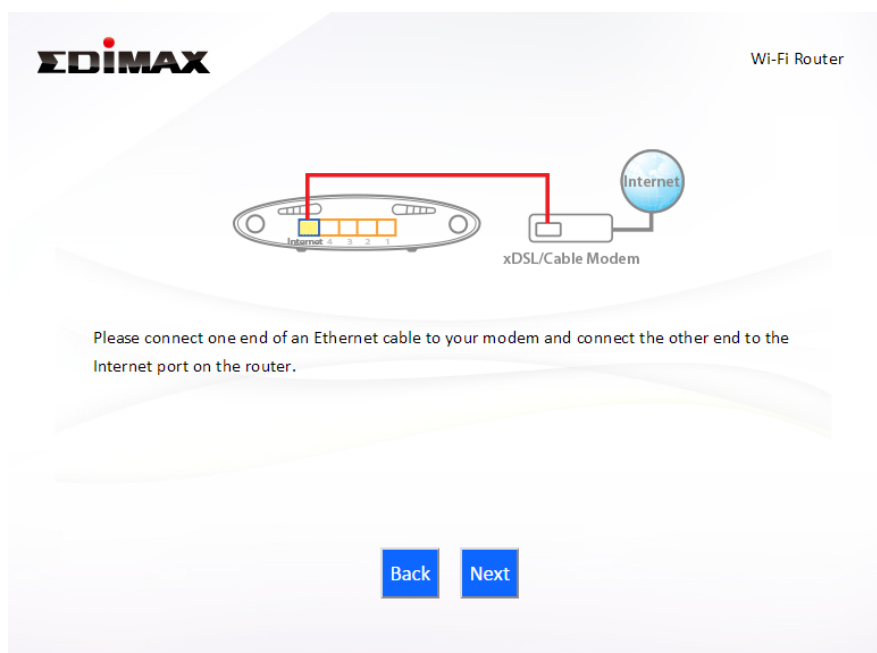 EDIMAX
Wi-Fi Router
Internet
Internet 4 3 2 1
xDSL/Cable Modem
Please connect one end of an Ethernet cable to your modem and connect the other end to the
Internet port on the router.
Back Next